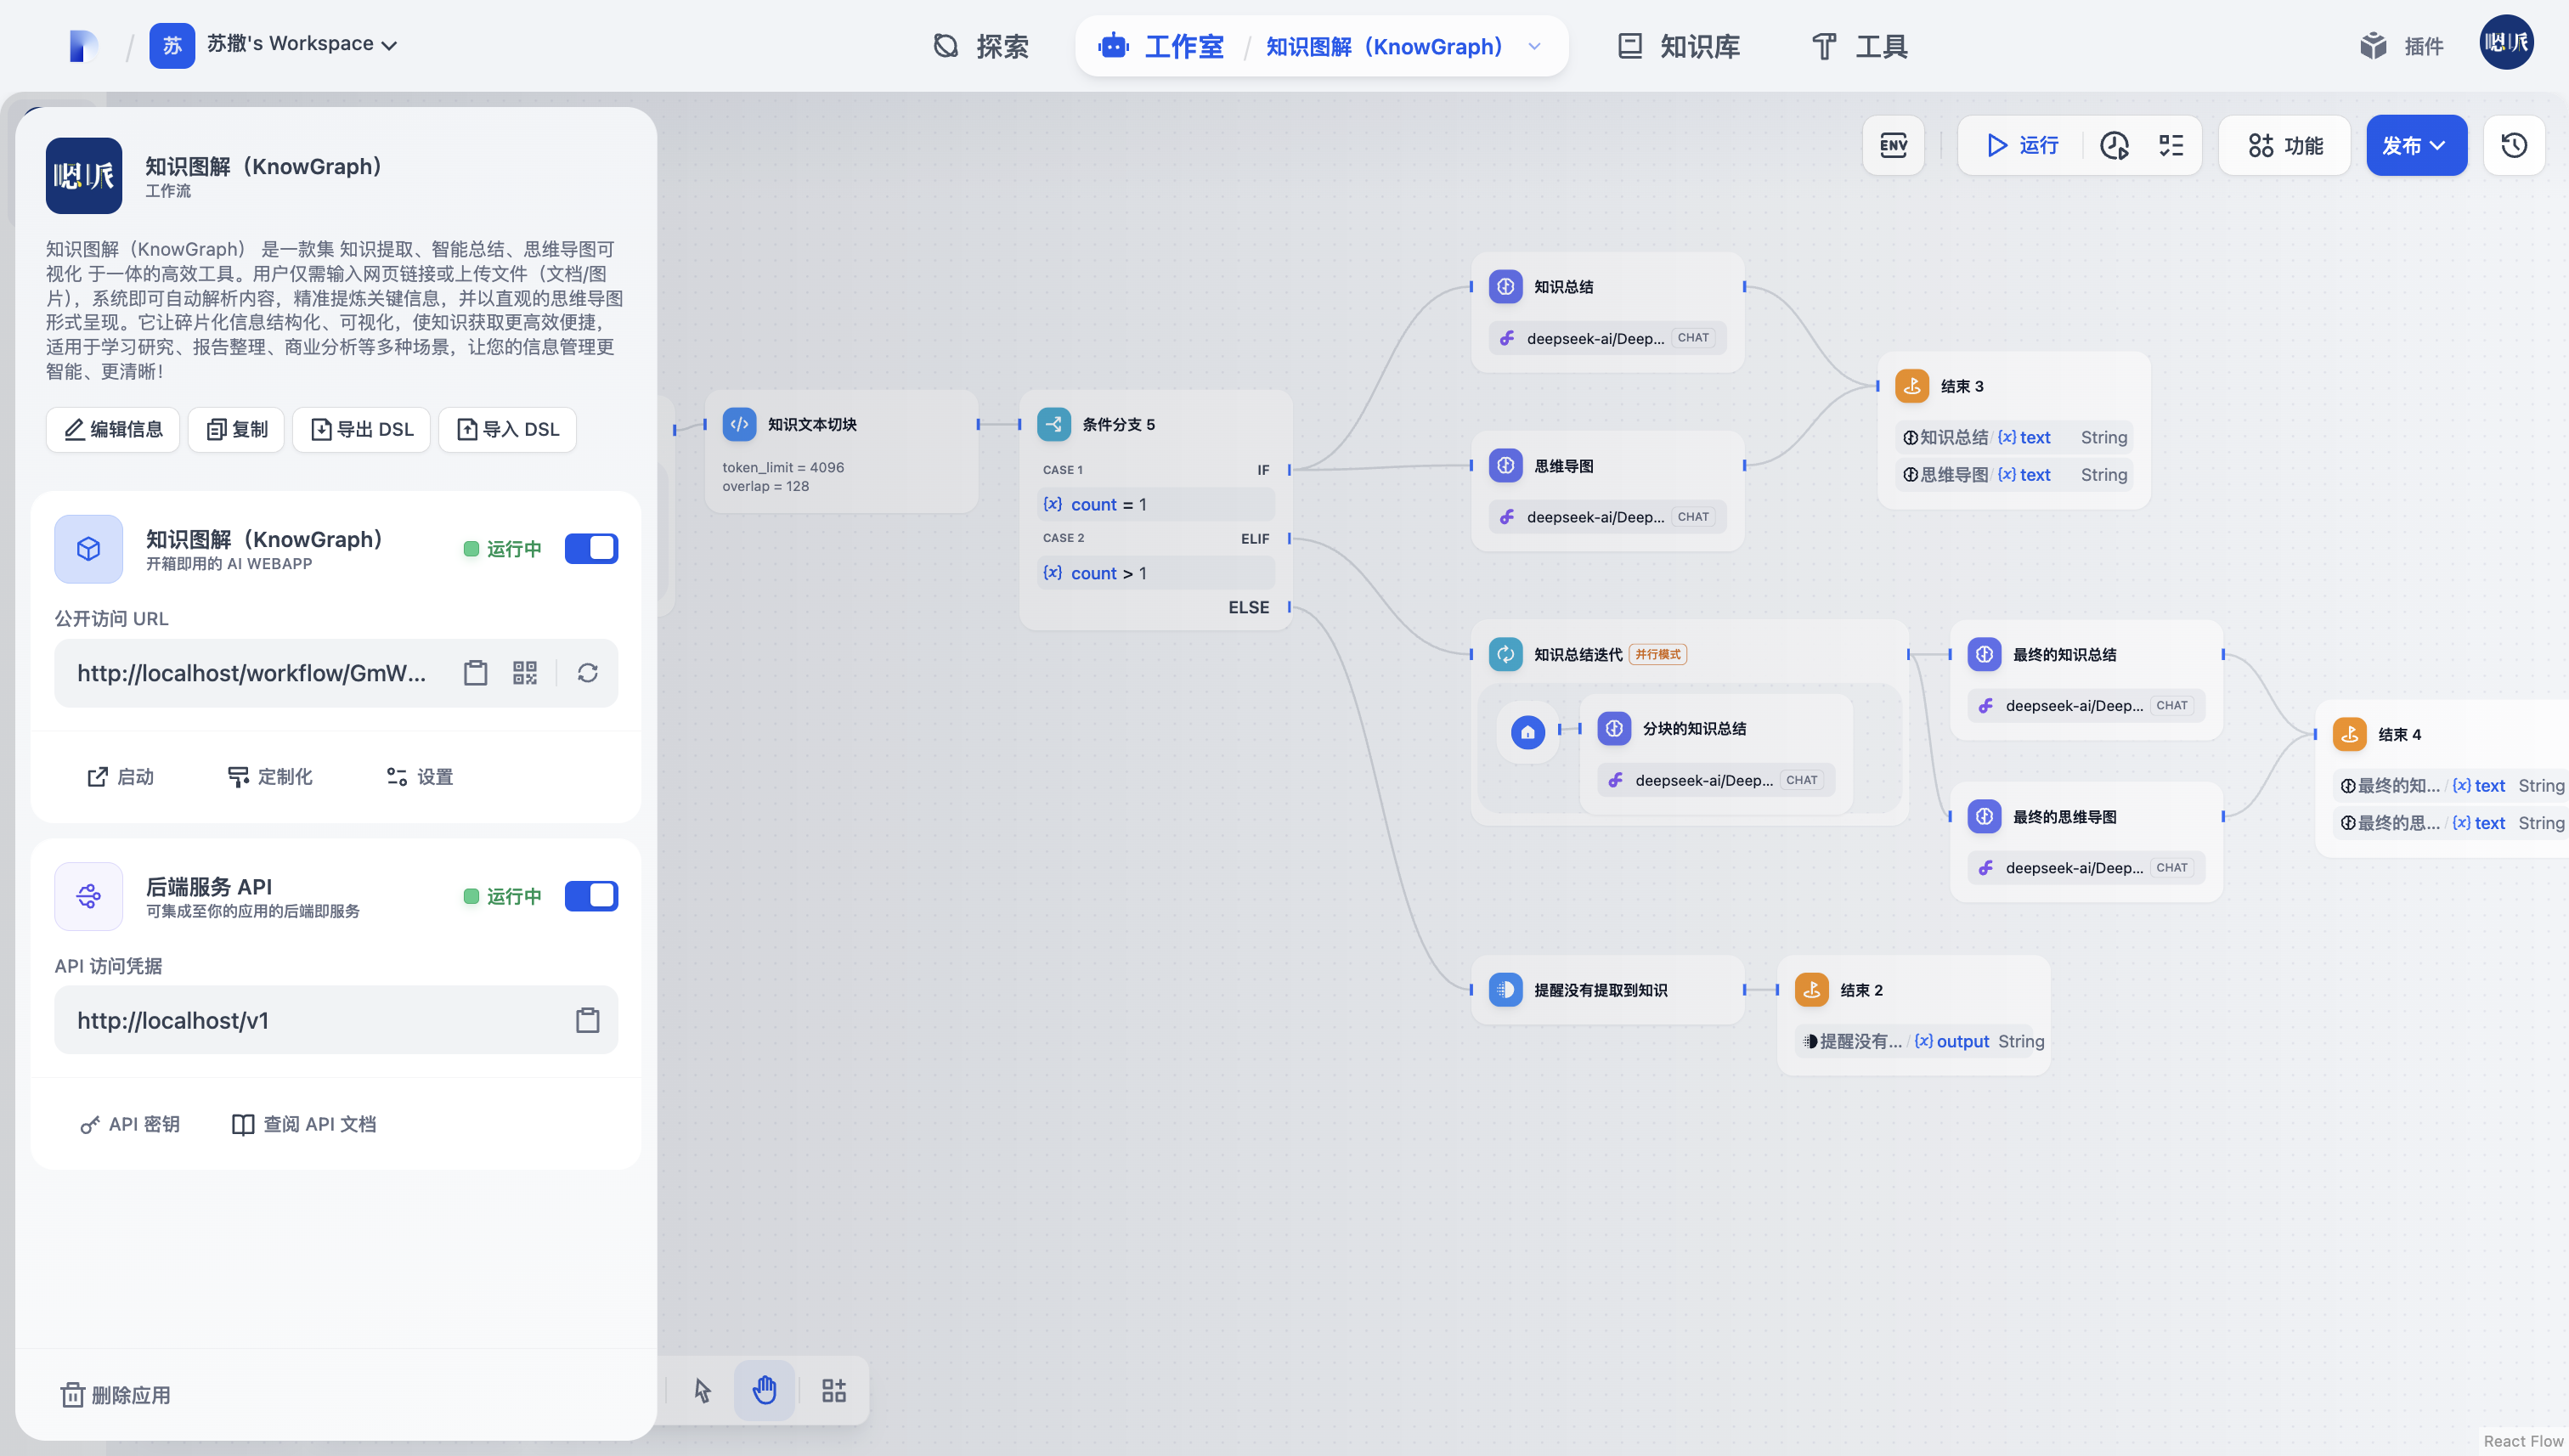 苏
苏撒's Workspace
探索
工作室 / 知识图解（KnowGraph）
知识库
工具
插件
嗯哌
知识图解（KnowGraph）
工作流
知识图解（KnowGraph） 是一款集 知识提取、智能总结、思维导图可
视化 于一体的高效工具。用户仅需输入网页链接或上传文件（文档/图
片），系统即可自动解析内容，精准提炼关键信息，并以直观的思维导图
形式呈现。它让碎片化信息结构化、可视化，使知识获取更高效便捷，
适用于学习研究、报告整理、商业分析等多种场景，让您的信息管理更
智能、更清晰！
编辑信息
复制
导出 DSL
导入 DSL
知识图解（KnowGraph）
开箱即用的 AI WEBAPP
运行中
公开访问 URL
http://localhost/workflow/GmW...
启动
定制化
设置
后端服务 API
可集成至你的应用的后端即服务
运行中
API 访问凭据
http://localhost/v1
API 密钥
查阅 API 文档
删除应用
ENV
运行
功能
发布
知识文本切块
token_limit = 4096
overlap = 128
条件分支 5
CASE 1
IF
{x} count = 1
CASE 2
ELIF
{x} count > 1
ELSE
知识总结
deepseek-ai/Deep...
CHAT
思维导图
deepseek-ai/Deep...
CHAT
结束 3
知识总结 / {x} text String
思维导图 / {x} text String
知识总结迭代
并行模式
分块的知识总结
deepseek-ai/Deep...
CHAT
最终的知识总结
deepseek-ai/Deep...
CHAT
最终的思维导图
deepseek-ai/Deep...
CHAT
结束 4
最终的知... / {x} text String
最终的思... / {x} text String
提醒没有提取到知识
结束 2
提醒没有... / {x} output String
React Flow